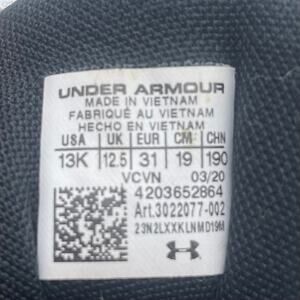 UNDER ARMOUR
MADE IN VIETNAM
FABRIQUÉ AU VIETNAM
HECHO EN VIETNAM
USA UK EUR CM CHN
13K 12.5 31 19 190
VCVN 03/20
4203652864
Art.3022077-002
23N2LXXKLNMD19M